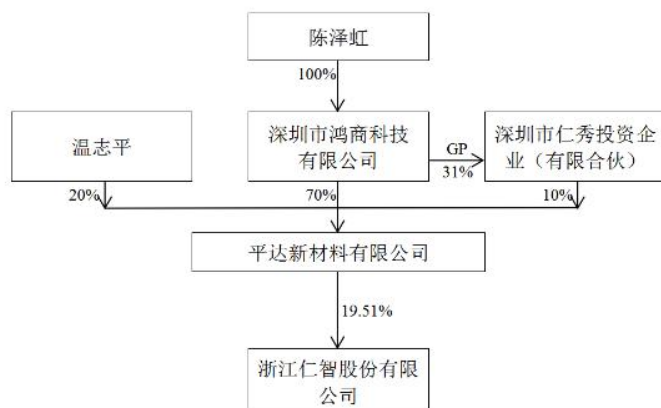 陈泽虹
100%
温志平
深圳市鸿商科技
有限公司
GP
31%
深圳市仁秀投资企
业（有限合伙）
20%
70%
10%
平达新材料有限公司
19.51%
浙江仁智股份有限
公司